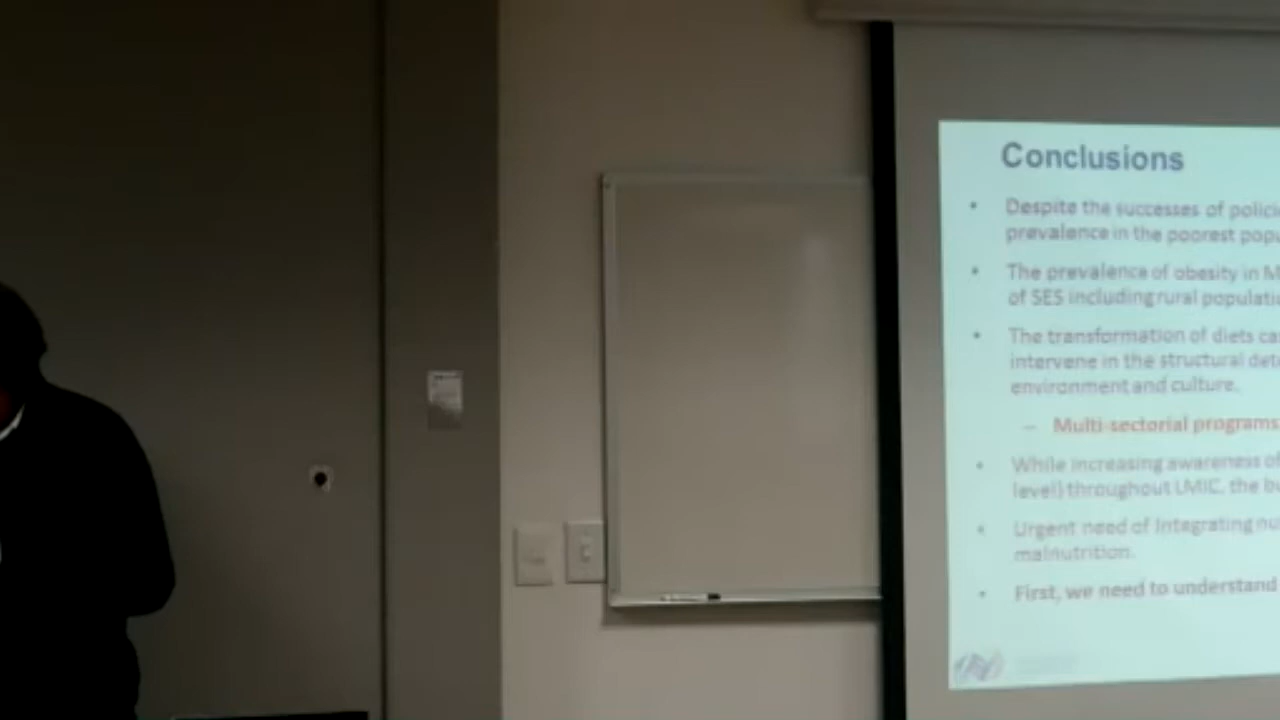 Conclusions
• Despite the successes of polici
prevalence in the poorest popu
• The prevalence of obesity in M
of SES including rural populati
• The transformation of diets ca
intervene in the structural det
environment and culture.
– Multi-sectorial programs
• While increasing awareness of
level) throughout LMIC, the bu
• Urgent need of Integrating nu
malnutrition.
• First, we need to understand